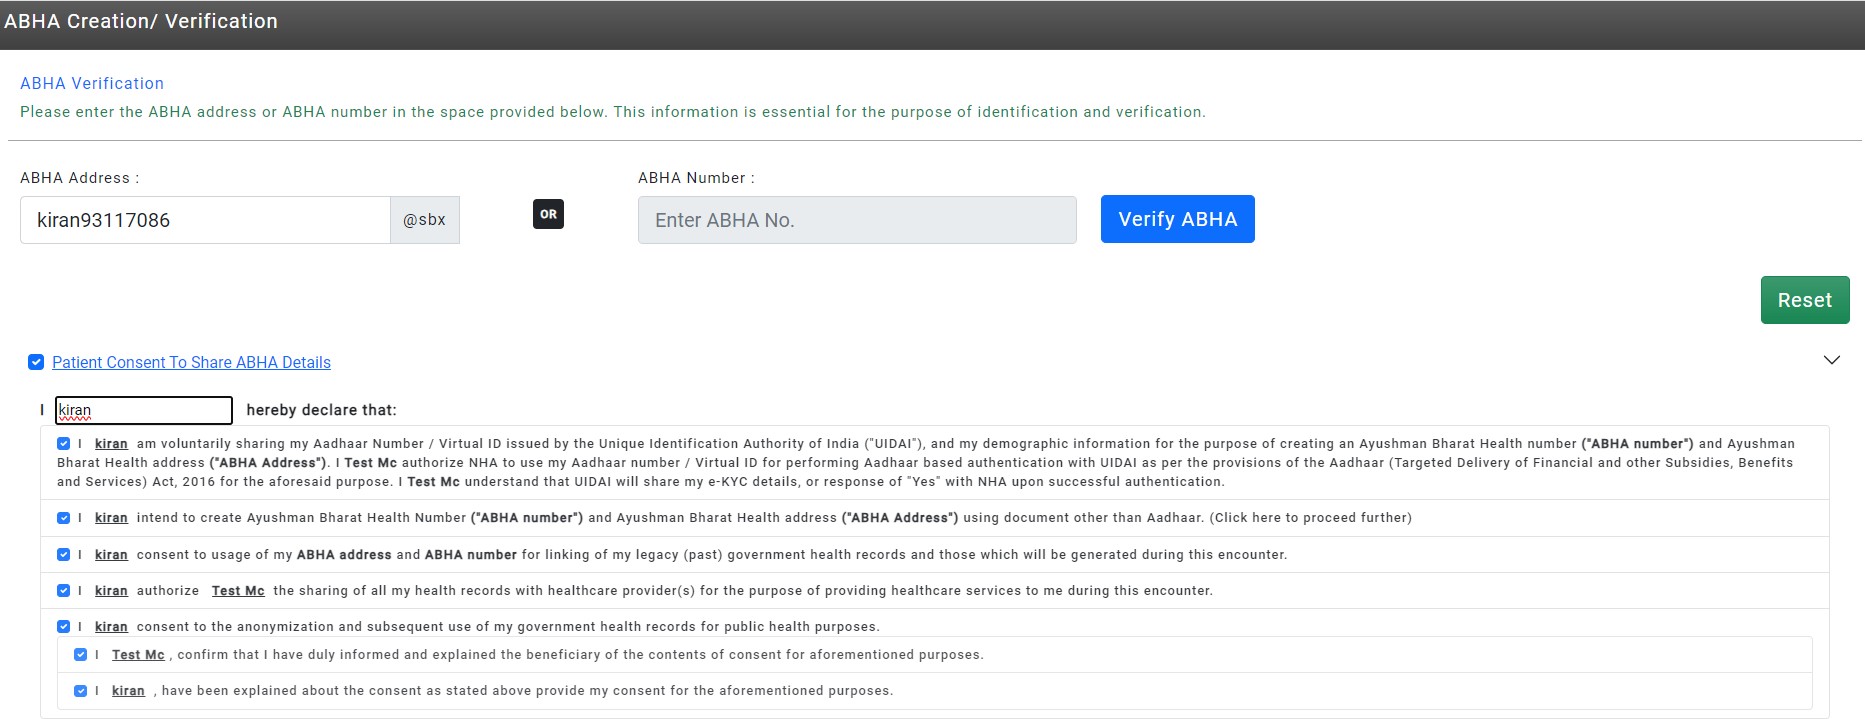 ABHA Creation/ Verification
ABHA Verification
Please enter the ABHA address or ABHA number in the space provided below. This information is essential for the purpose of identification and verification.
ABHA Address :
kiran93117086 @sbx
OR
ABHA Number :
Enter ABHA No.
Verify ABHA
Reset
Patient Consent To Share ABHA Details
I kiran hereby declare that:
I kiran am voluntarily sharing my Aadhaar Number / Virtual ID issued by the Unique Identification Authority of India ("UIDAI"), and my demographic information for the purpose of creating an Ayushman Bharat Health number ("ABHA number") and Ayushman
Bharat Health address ("ABHA Address"). I Test Mc authorize NHA to use my Aadhaar number / Virtual ID for performing Aadhaar based authentication with UIDAI as per the provisions of the Aadhaar (Targeted Delivery of Financial and other Subsidies, Benefits
and Services) Act, 2016 for the aforesaid purpose. I Test Mc understand that UIDAI will share my e-KYC details, or response of "Yes" with NHA upon successful authentication.
I kiran intend to create Ayushman Bharat Health Number ("ABHA number") and Ayushman Bharat Health address ("ABHA Address") using document other than Aadhaar. (Click here to proceed further)
I kiran consent to usage of my ABHA address and ABHA number for linking of my legacy (past) government health records and those which will be generated during this encounter.
I kiran authorize Test Mc the sharing of all my health records with healthcare provider(s) for the purpose of providing healthcare services to me during this encounter.
I kiran consent to the anonymization and subsequent use of my government health records for public health purposes.
I Test Mc , confirm that I have duly informed and explained the beneficiary of the contents of consent for aforementioned purposes.
I kiran , have been explained about the consent as stated above provide my consent for the aforementioned purposes.